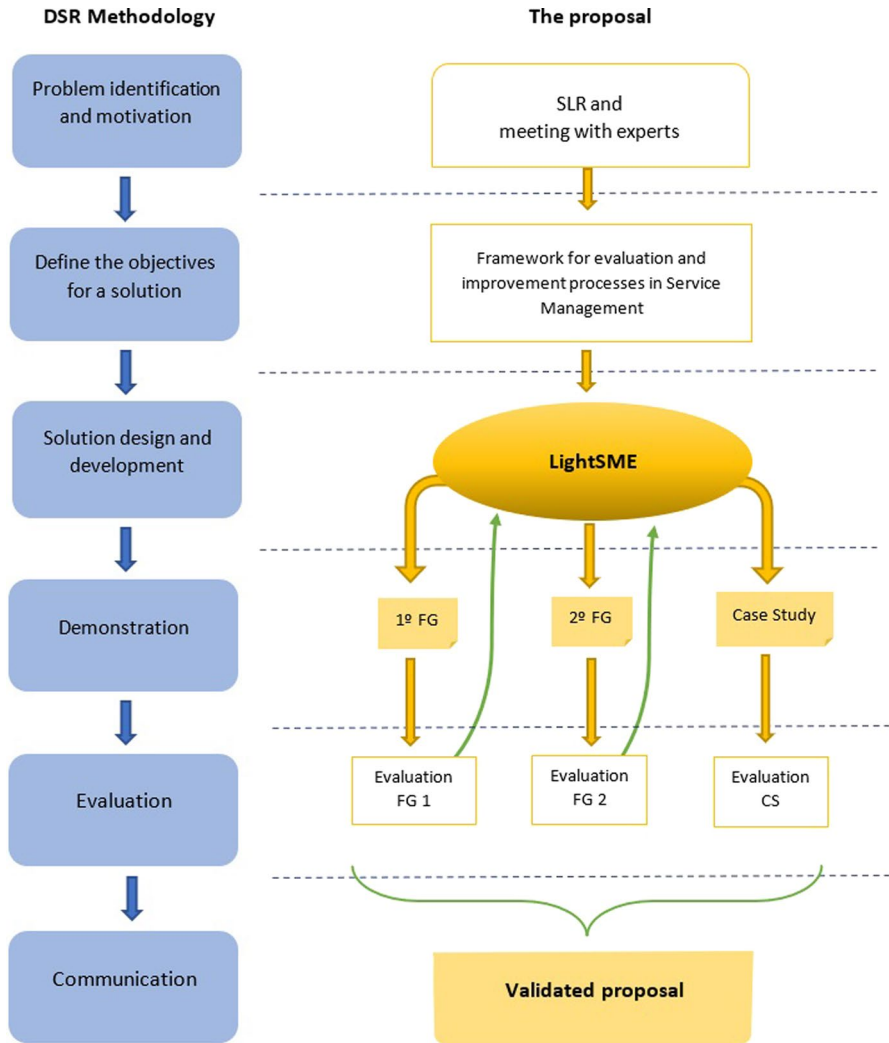 DSR Methodology
The proposal
Problem identification
and motivation
SLR and
meeting with experts
Define the objectives
for a solution
Framework for evaluation and
improvement processes in Service
Management
Solution design and
development
LightSME
Demonstration
1º FG
2º FG
Case Study
Evaluation
Evaluation
FG 1
Evaluation
FG 2
Evaluation
CS
Communication
Validated proposal